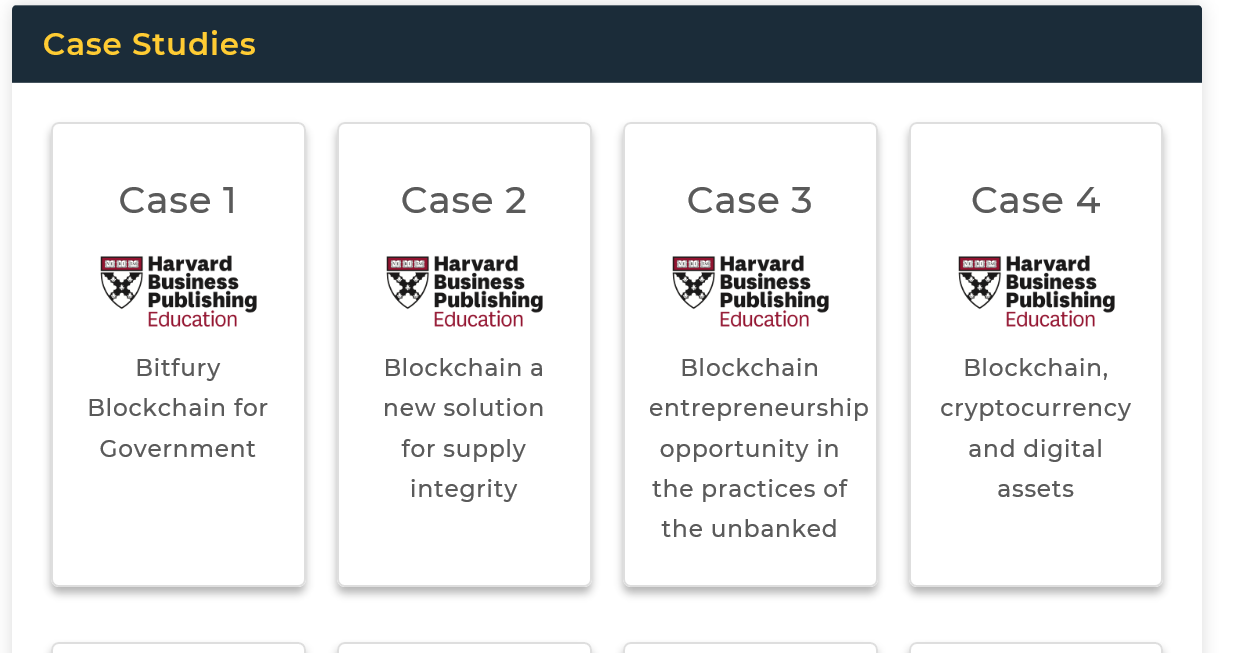 Case Studies
Case 1
Harvard
Business
Publishing
Education
Bitfury
Blockchain for
Government
Case 2
Harvard
Business
Publishing
Education
Blockchain a
new solution
for supply
integrity
Case 3
Harvard
Business
Publishing
Education
Blockchain
entrepreneurship
opportunity in
the practices of
the unbanked
Case 4
Harvard
Business
Publishing
Education
Blockchain,
cryptocurrency
and digital
assets